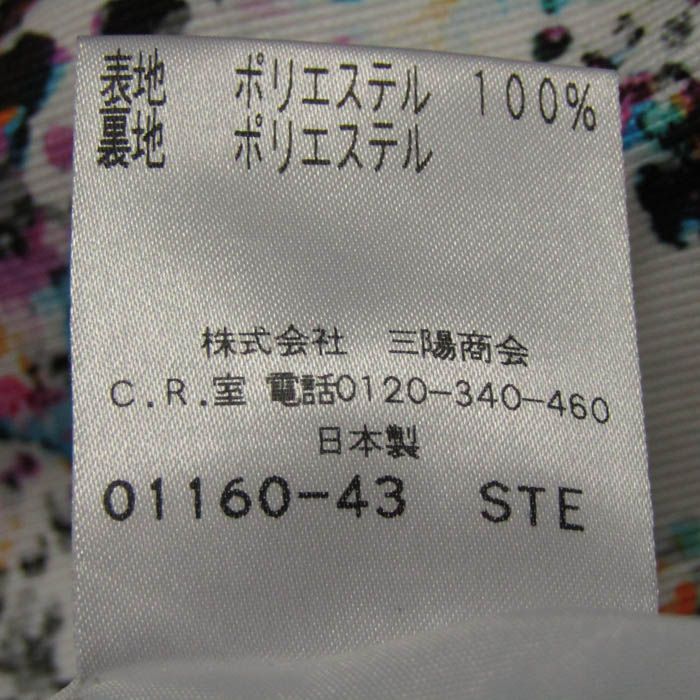 表地 ポリエステル 100%
裏地 ポリエステル
株式会社 三陽商会
C.R.室 電話0120-340-460
日本製
01160-43 STE